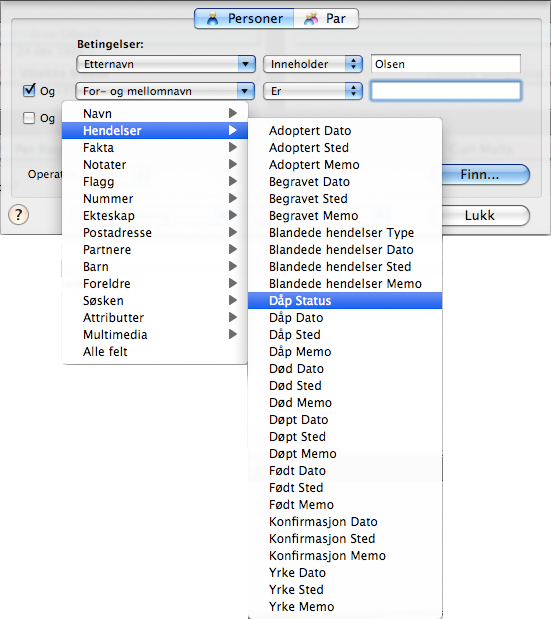 Personer Par
Betingelser:
Etternavn Inneholder Olsen
Og For- og mellomnavn Er
Og
Operat
Finn...
? Lukk
Navn
Hendelser
Fakta
Notater
Flagg
Nummer
Ekteskap
Postadresse
Partnere
Barn
Foreldre
Søsken
Attributter
Multimedia
Alle felt
Adoptert Dato
Adoptert Sted
Adoptert Memo
Begravet Dato
Begravet Sted
Begravet Memo
Blandede hendelser Type
Blandede hendelser Dato
Blandede hendelser Sted
Blandede hendelser Memo
Dåp Status
Dåp Dato
Dåp Sted
Dåp Memo
Død Dato
Død Sted
Død Memo
Døpt Dato
Døpt Sted
Døpt Memo
Født Dato
Født Sted
Født Memo
Konfirmasjon Dato
Konfirmasjon Sted
Konfirmasjon Memo
Yrke Dato
Yrke Sted
Yrke Memo